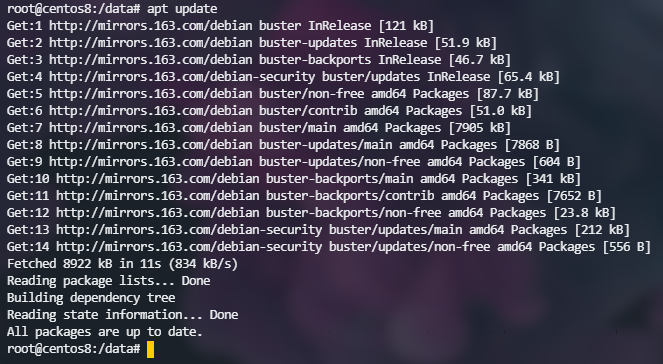 root@centos8:/data# apt update
Get:1 http://mirrors.163.com/debian buster InRelease [121 kB]
Get:2 http://mirrors.163.com/debian buster-updates InRelease [51.9 kB]
Get:3 http://mirrors.163.com/debian buster-backports InRelease [46.7 kB]
Get:4 http://mirrors.163.com/debian-security buster/updates InRelease [65.4 kB]
Get:5 http://mirrors.163.com/debian buster/non-free amd64 Packages [87.7 kB]
Get:6 http://mirrors.163.com/debian buster/contrib amd64 Packages [51.0 kB]
Get:7 http://mirrors.163.com/debian buster/main amd64 Packages [7905 kB]
Get:8 http://mirrors.163.com/debian buster-updates/main amd64 Packages [7868 B]
Get:9 http://mirrors.163.com/debian buster-updates/non-free amd64 Packages [604 B]
Get:10 http://mirrors.163.com/debian buster-backports/main amd64 Packages [341 kB]
Get:11 http://mirrors.163.com/debian buster-backports/contrib amd64 Packages [7652 B]
Get:12 http://mirrors.163.com/debian buster-backports/non-free amd64 Packages [23.8 kB]
Get:13 http://mirrors.163.com/debian-security buster/updates/main amd64 Packages [212 kB]
Get:14 http://mirrors.163.com/debian-security buster/updates/non-free amd64 Packages [556 B]
Fetched 8922 kB in 11s (834 kB/s)
Reading package lists... Done
Building dependency tree
Reading state information... Done
All packages are up to date.
root@centos8:/data#